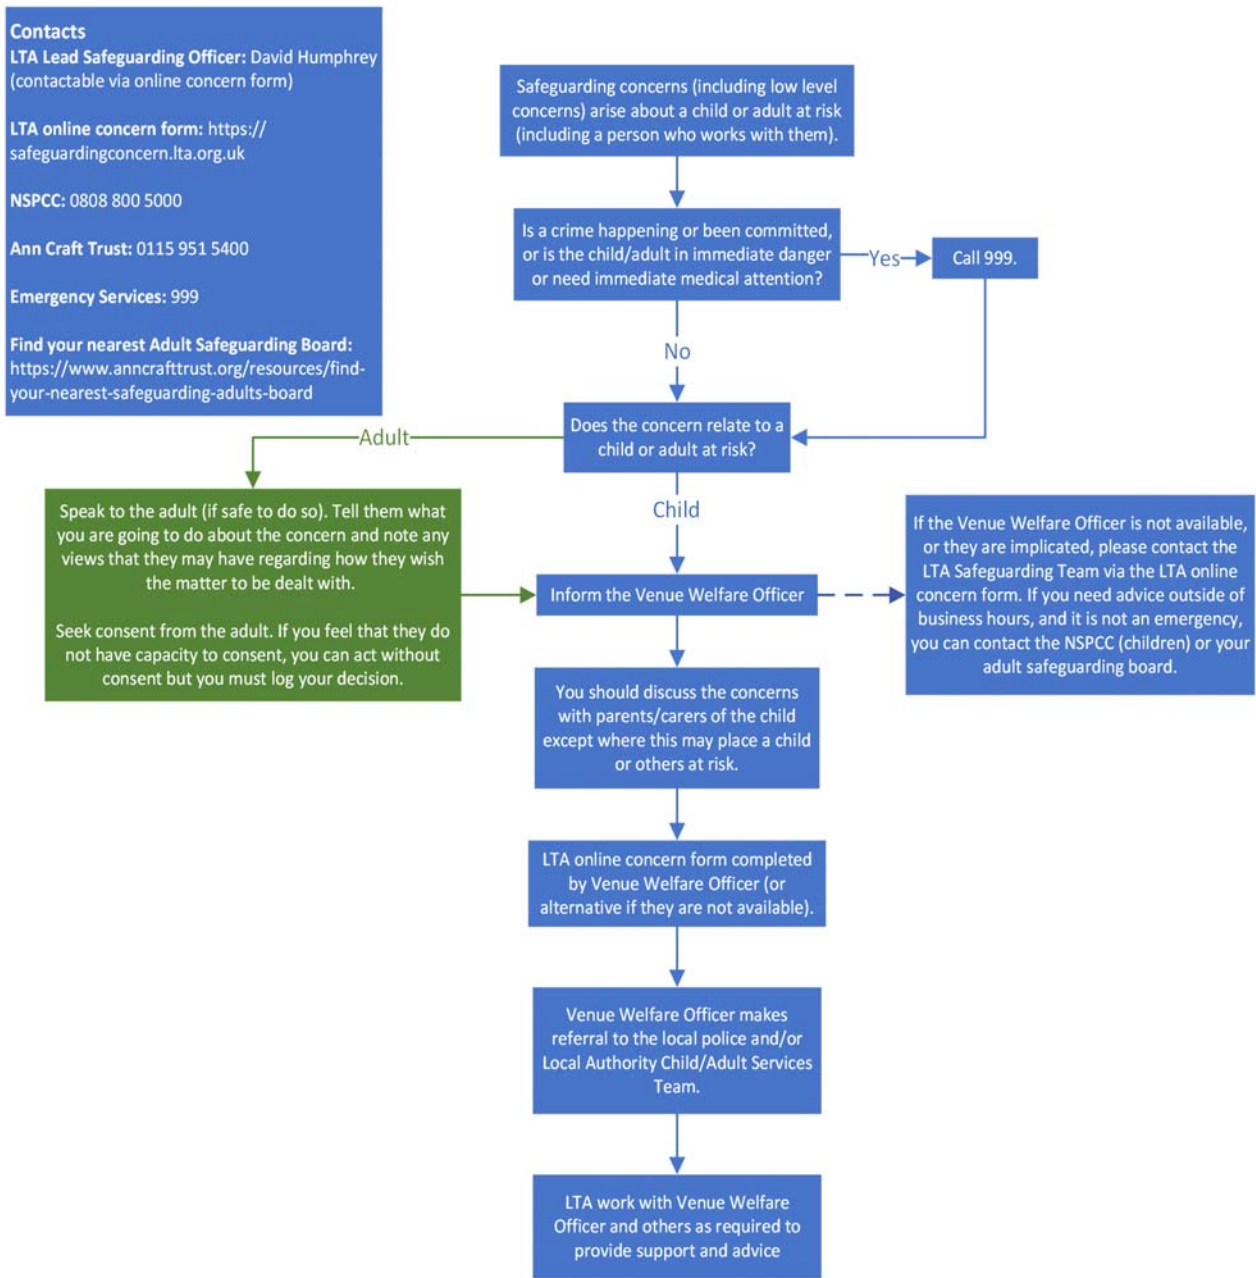 Contacts
LTA Lead Safeguarding Officer: David Humphrey
(contactable via online concern form)
LTA online concern form: https://
safeguardingconcern.lta.org.uk
NSPCC: 0808 800 5000
Ann Craft Trust: 0115 951 5400
Emergency Services: 999
Find your nearest Adult Safeguarding Board:
https://www.anncrafttrust.org/resources/find-
your-nearest-safeguarding-adults-board
Safeguarding concerns (including low level
concerns) arise about a child or adult at risk
(including a person who works with them).
Is a crime happening or been committed,
or is the child/adult in immediate danger
or need immediate medical attention?
Yes
Call 999.
No
Does the concern relate to a
child or adult at risk?
Adult
Speak to the adult (if safe to do so). Tell them what
you are going to do about the concern and note any
views that they may have regarding how they wish
the matter to be dealt with.
Seek consent from the adult. If you feel that they do
not have capacity to consent, you can act without
consent but you must log your decision.
Child
Inform the Venue Welfare Officer
If the Venue Welfare Officer is not available,
or they are implicated, please contact the
LTA Safeguarding Team via the LTA online
concern form. If you need advice outside of
business hours, and it is not an emergency,
you can contact the NSPCC (children) or your
adult safeguarding board.
You should discuss the concerns
with parents/carers of the child
except where this may place a child
or others at risk.
LTA online concern form completed
by Venue Welfare Officer (or
alternative if they are not available).
Venue Welfare Officer makes
referral to the local police and/or
Local Authority Child/Adult Services
Team.
LTA work with Venue Welfare
Officer and others as required to
provide support and advice